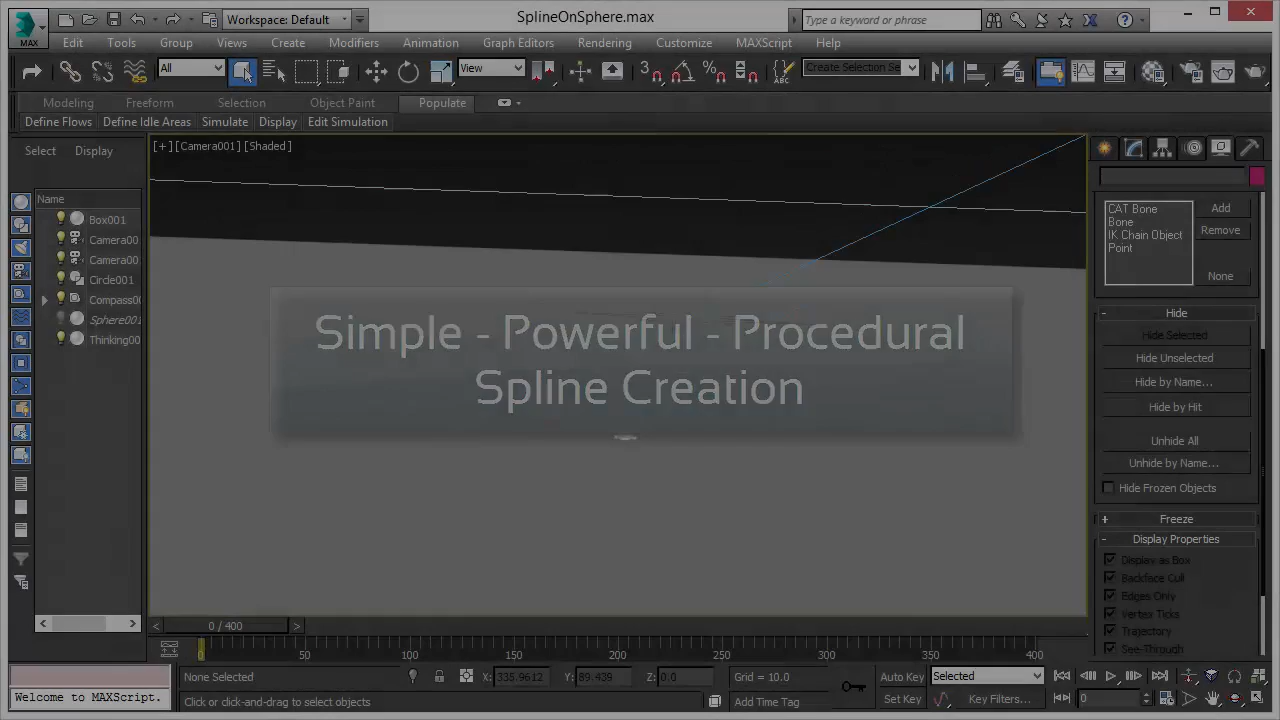 Workspace: Default
SplineOnSphere.max
Type a keyword or phrase
MAX
Edit Tools Group Views Create Modifiers Animation Graph Editors Rendering Customize MAXScript Help
All
View
Create Selection Se
Modeling Freeform Selection Object Paint Populate
Define Flows Define Idle Areas Simulate Display Edit Simulation
Select Display
[+] [Camera001] [Shaded]
Name
Box001
Camera00
Camera00
Circle001
Compass0
Sphere001
Thinking00
Simple - Powerful - Procedural
Spline Creation
CAT Bone
Bone
IK Chain Object
Point
Add
Remove
None
- Hide
Hide Selected
Hide Unselected
Hide by Name...
Hide by Hit
Unhide All
Unhide by Name...
Hide Frozen Objects
+ Freeze
- Display Properties
Display as Box
Backface Cull
Edges Only
Vertex Ticks
Trajectory
See-Through
< 0 / 400 >
0 50 100 150 200 250 300 350 400
None Selected
X: 335.9612 Y: 89.439 Z: 0.0
Grid = 10.0
Auto Key Selected
Welcome to MAXScript.
Click or click-and-drag to select objects
Add Time Tag
Set Key Key Filters...
0